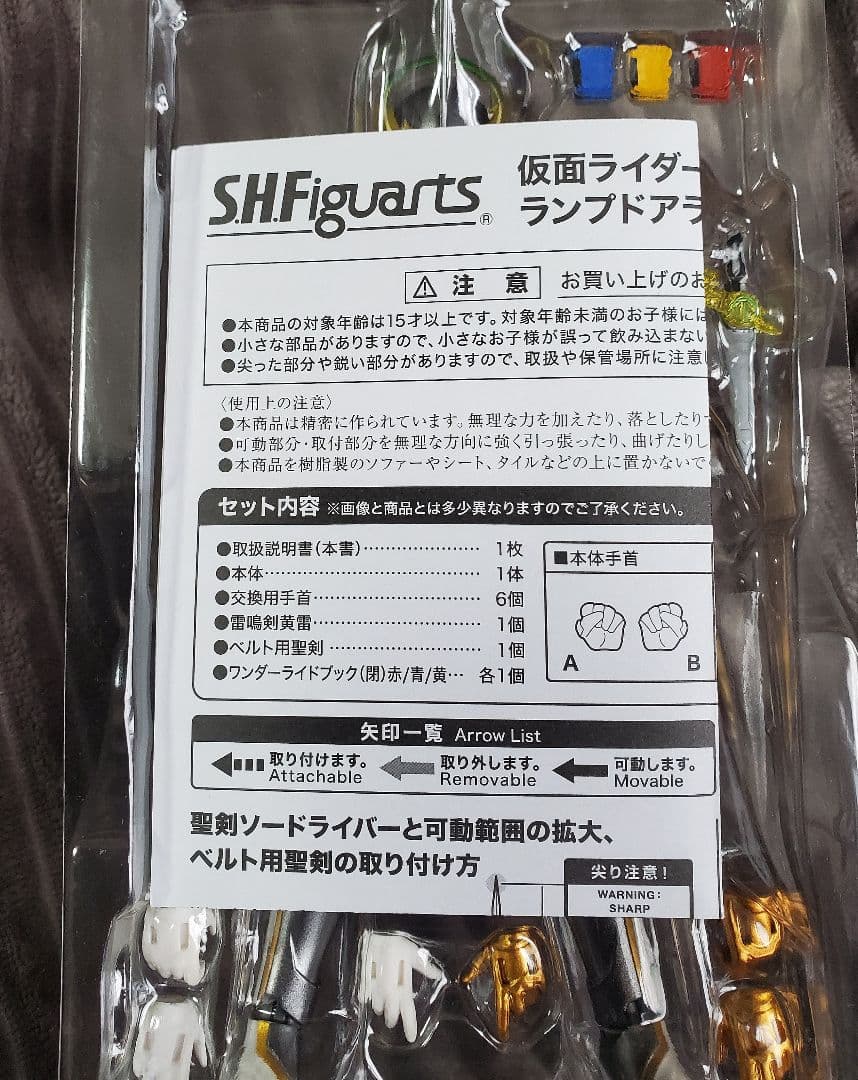 S.H.Figuarts®
仮面ライダー
ランプドアラ
⚠ 注意 お買い上げのお
●本商品の対象年齢は15才以上です。対象年齢未満のお子様には
●小さな部品がありますので、小さなお子様が誤って飲み込まない
●尖った部分や鋭い部分がありますので、取扱や保管場所に注意
〈使用上の注意〉
●本商品は精密に作られています。無理な力を加えたり、落としたり
●可動部分・取付部分を無理な方向に強く引っ張ったり、曲げたりし
●本商品を樹脂製のソファーやシート、タイルなどの上に置かないで
セット内容 ※画像と商品とは多少異なりますのでご了承ください。
●取扱説明書(本書)…………………… 1枚
●本体…………………………………… 1体
●交換用手首…………………………… 6個
●雷鳴剣黄雷…………………………… 1個
●ベルト用聖剣………………………… 1個
●ワンダーライドブック(閉)赤/青/黄… 各1個
■本体手首
A B
矢印一覧 Arrow List
取り付けます。 取り外します。 可動します。
Attachable Removable Movable
聖剣ソードライバーと可動範囲の拡大、
ベルト用聖剣の取り付け方
尖り注意!
WARNING:
SHARP